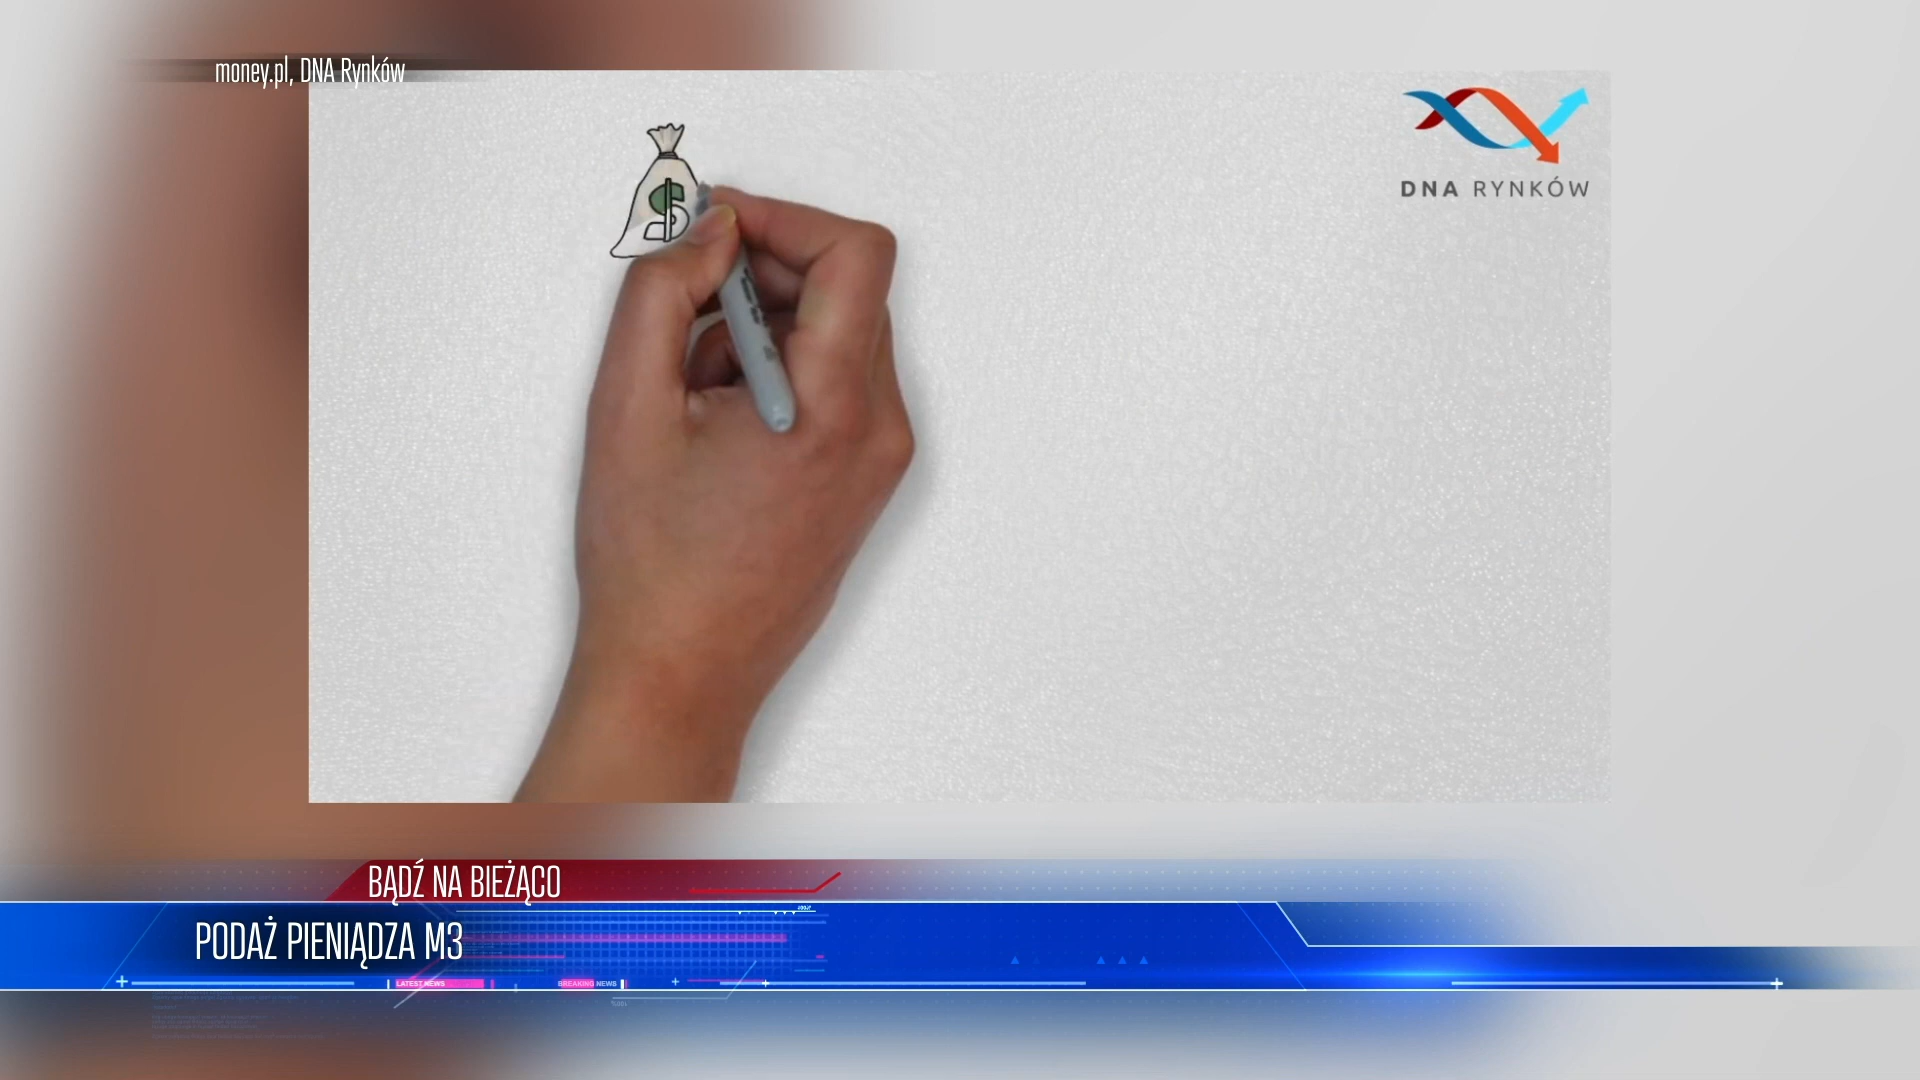 money.pl, DNA Rynków
$
DNA RYNKÓW
BĄDŹ NA BIEŻĄCO
PODAŻ PIENIĄDZA M3
LATEST NEWS
BREAKING NEWS